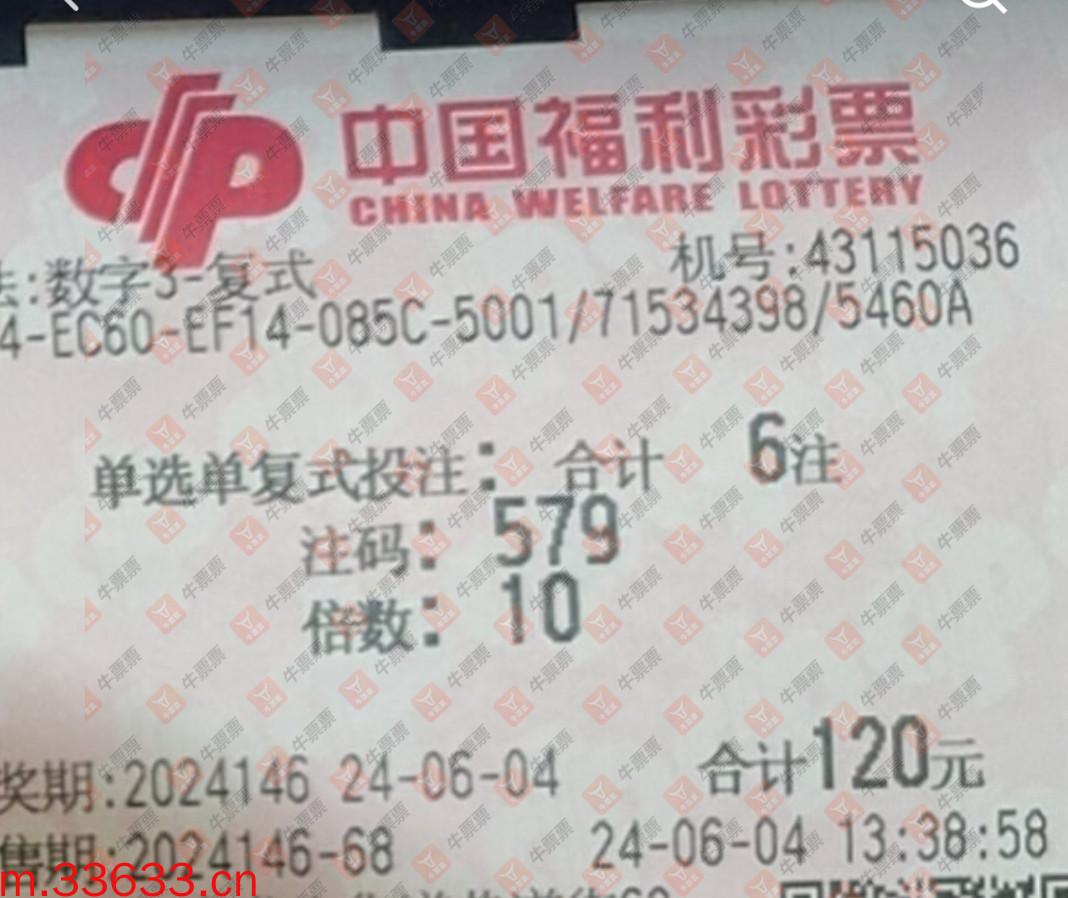 中国福利彩票
CHINA WELFARE LOTTERY
机号:43115036
法:数字3-复式
4-EC60-EF14-085C-5001/71534398/5460A
单选单复式投注: 合计 6注
注码: 579
倍数: 10
奖期:2024146 24-06-04 合计120元
售期:2024146-68 24-06-04 13:38:58
m.33633.cn
牛票票